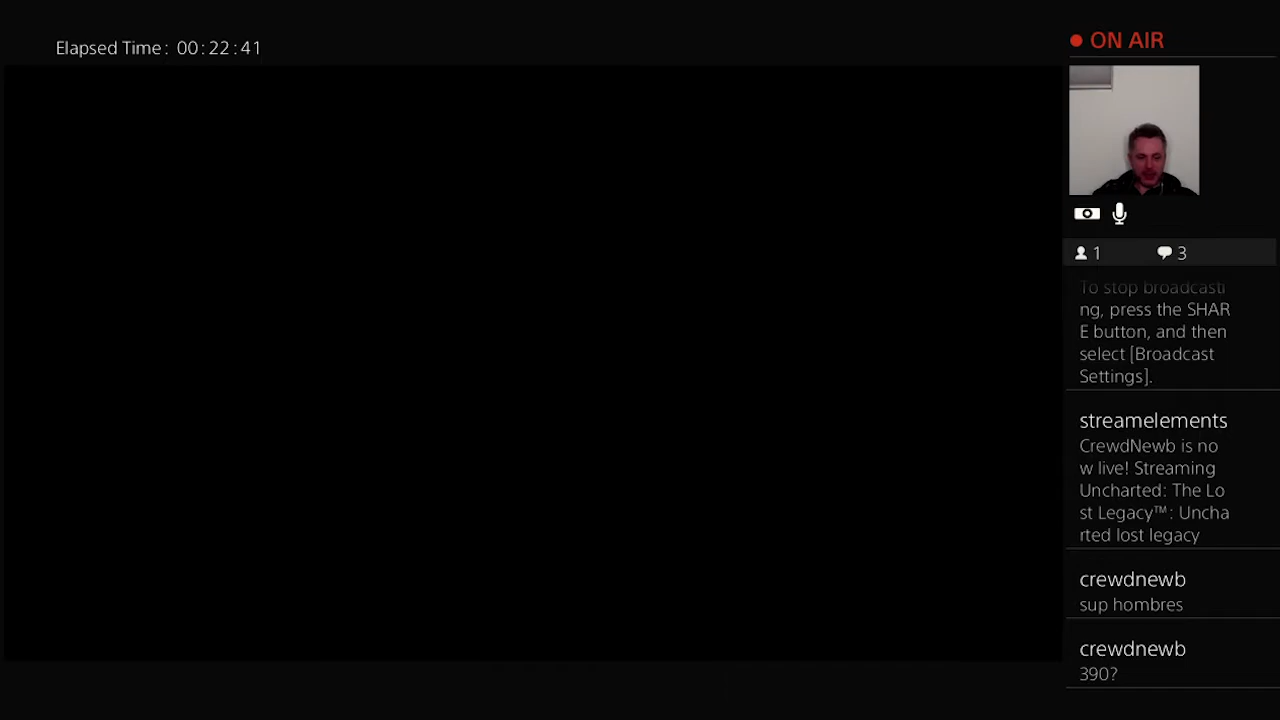 Elapsed Time: 00:22:41
ON AIR
1 3
To stop broadcasti
ng, press the SHAR
E button, and then
select [Broadcast
Settings].
streamelements
CrewdNewb is no
w live! Streaming
Uncharted: The Lo
st Legacy™: Uncha
rted lost legacy
crewdnewb
sup hombres
crewdnewb
390?